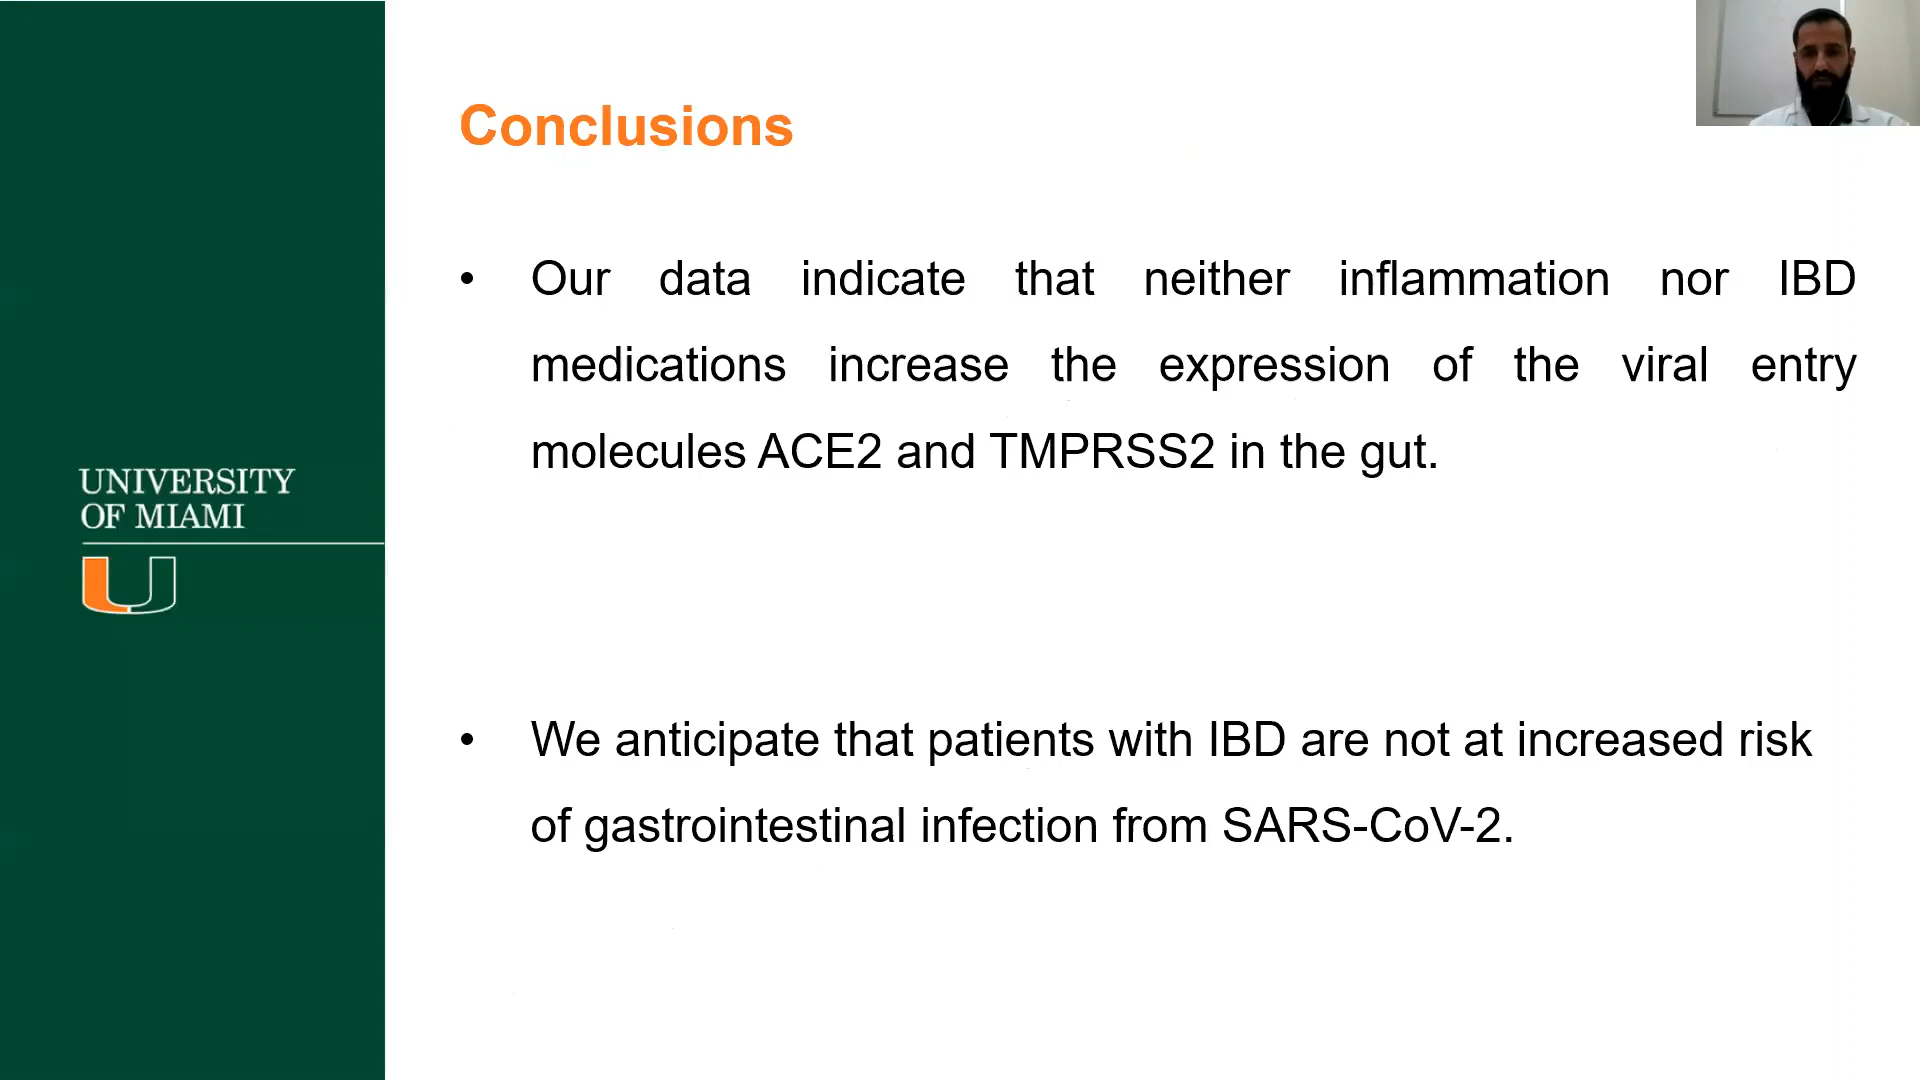 Conclusions
• Our data indicate that neither inflammation nor IBD
medications increase the expression of the viral entry
molecules ACE2 and TMPRSS2 in the gut.
UNIVERSITY
OF MIAMI
• We anticipate that patients with IBD are not at increased risk
of gastrointestinal infection from SARS-CoV-2.